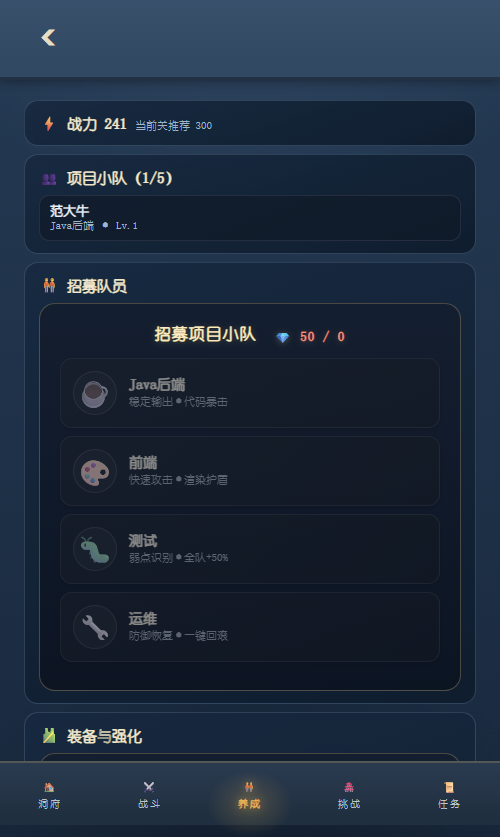 战力 241 当前关推荐 300
项目小队 (1/5)
范大牛
Java后端 • Lv.1
招募队员
招募项目小队 50 / 0
Java后端
稳定输出•代码暴击
前端
快速攻击•渲染护盾
测试
弱点识别•全队+50%
运维
防御恢复•一键回滚
装备与强化
洞府 战斗 养成 挑战 任务